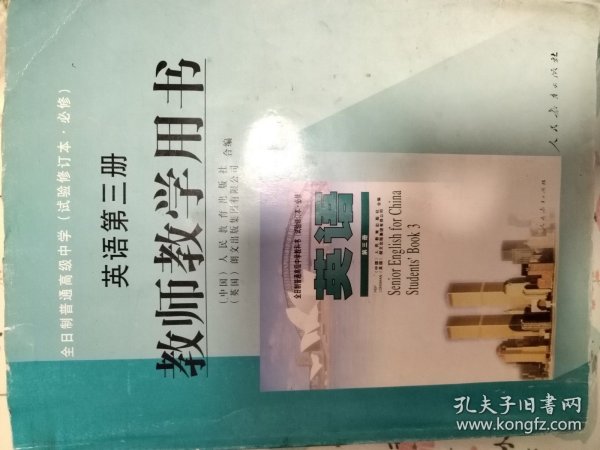 全日制普通高级中学（试验修订本·必修）
英语第三册
教师教学用书
〔中国〕人民教育出版社
（英国）朗文出版集团有限公司
合编
英语
第三册
Senior English for China
Students' Book 3
人民教育出版社
孔夫子旧书网
www.kongfz.com